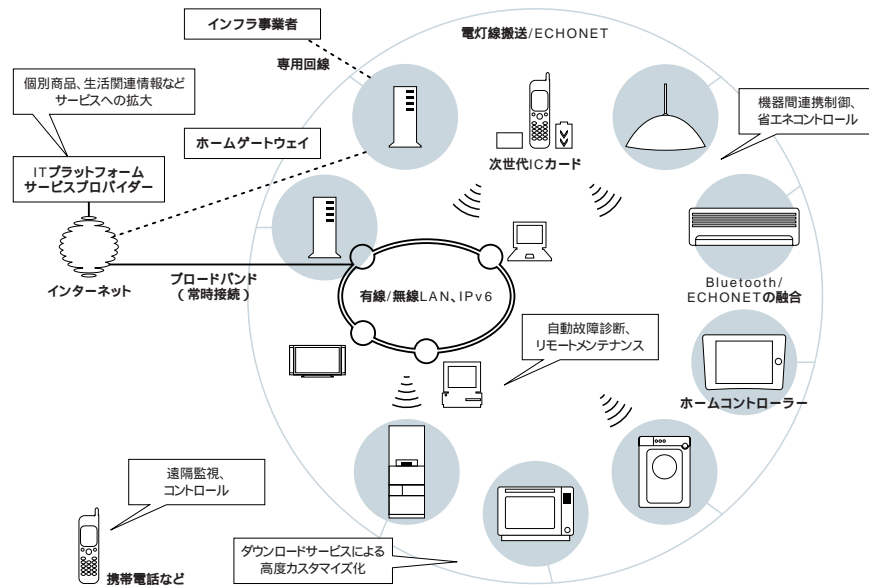 インフラ事業者
電灯線搬送/ECHONET
専用回線
個別商品、生活関連情報など
サービスへの拡大
機器間連携制御、
省エネコントロール
ホームゲートウェイ
ITプラットフォーム
サービスプロバイダー
次世代ICカード
インターネット
ブロードバンド
(常時接続)
有線/無線LAN、IPv6
Bluetooth/
ECHONETの融合
自動故障診断、
リモートメンテナンス
ホームコントローラー
遠隔監視、
コントロール
携帯電話など
ダウンロードサービスによる
高度カスタマイズ化